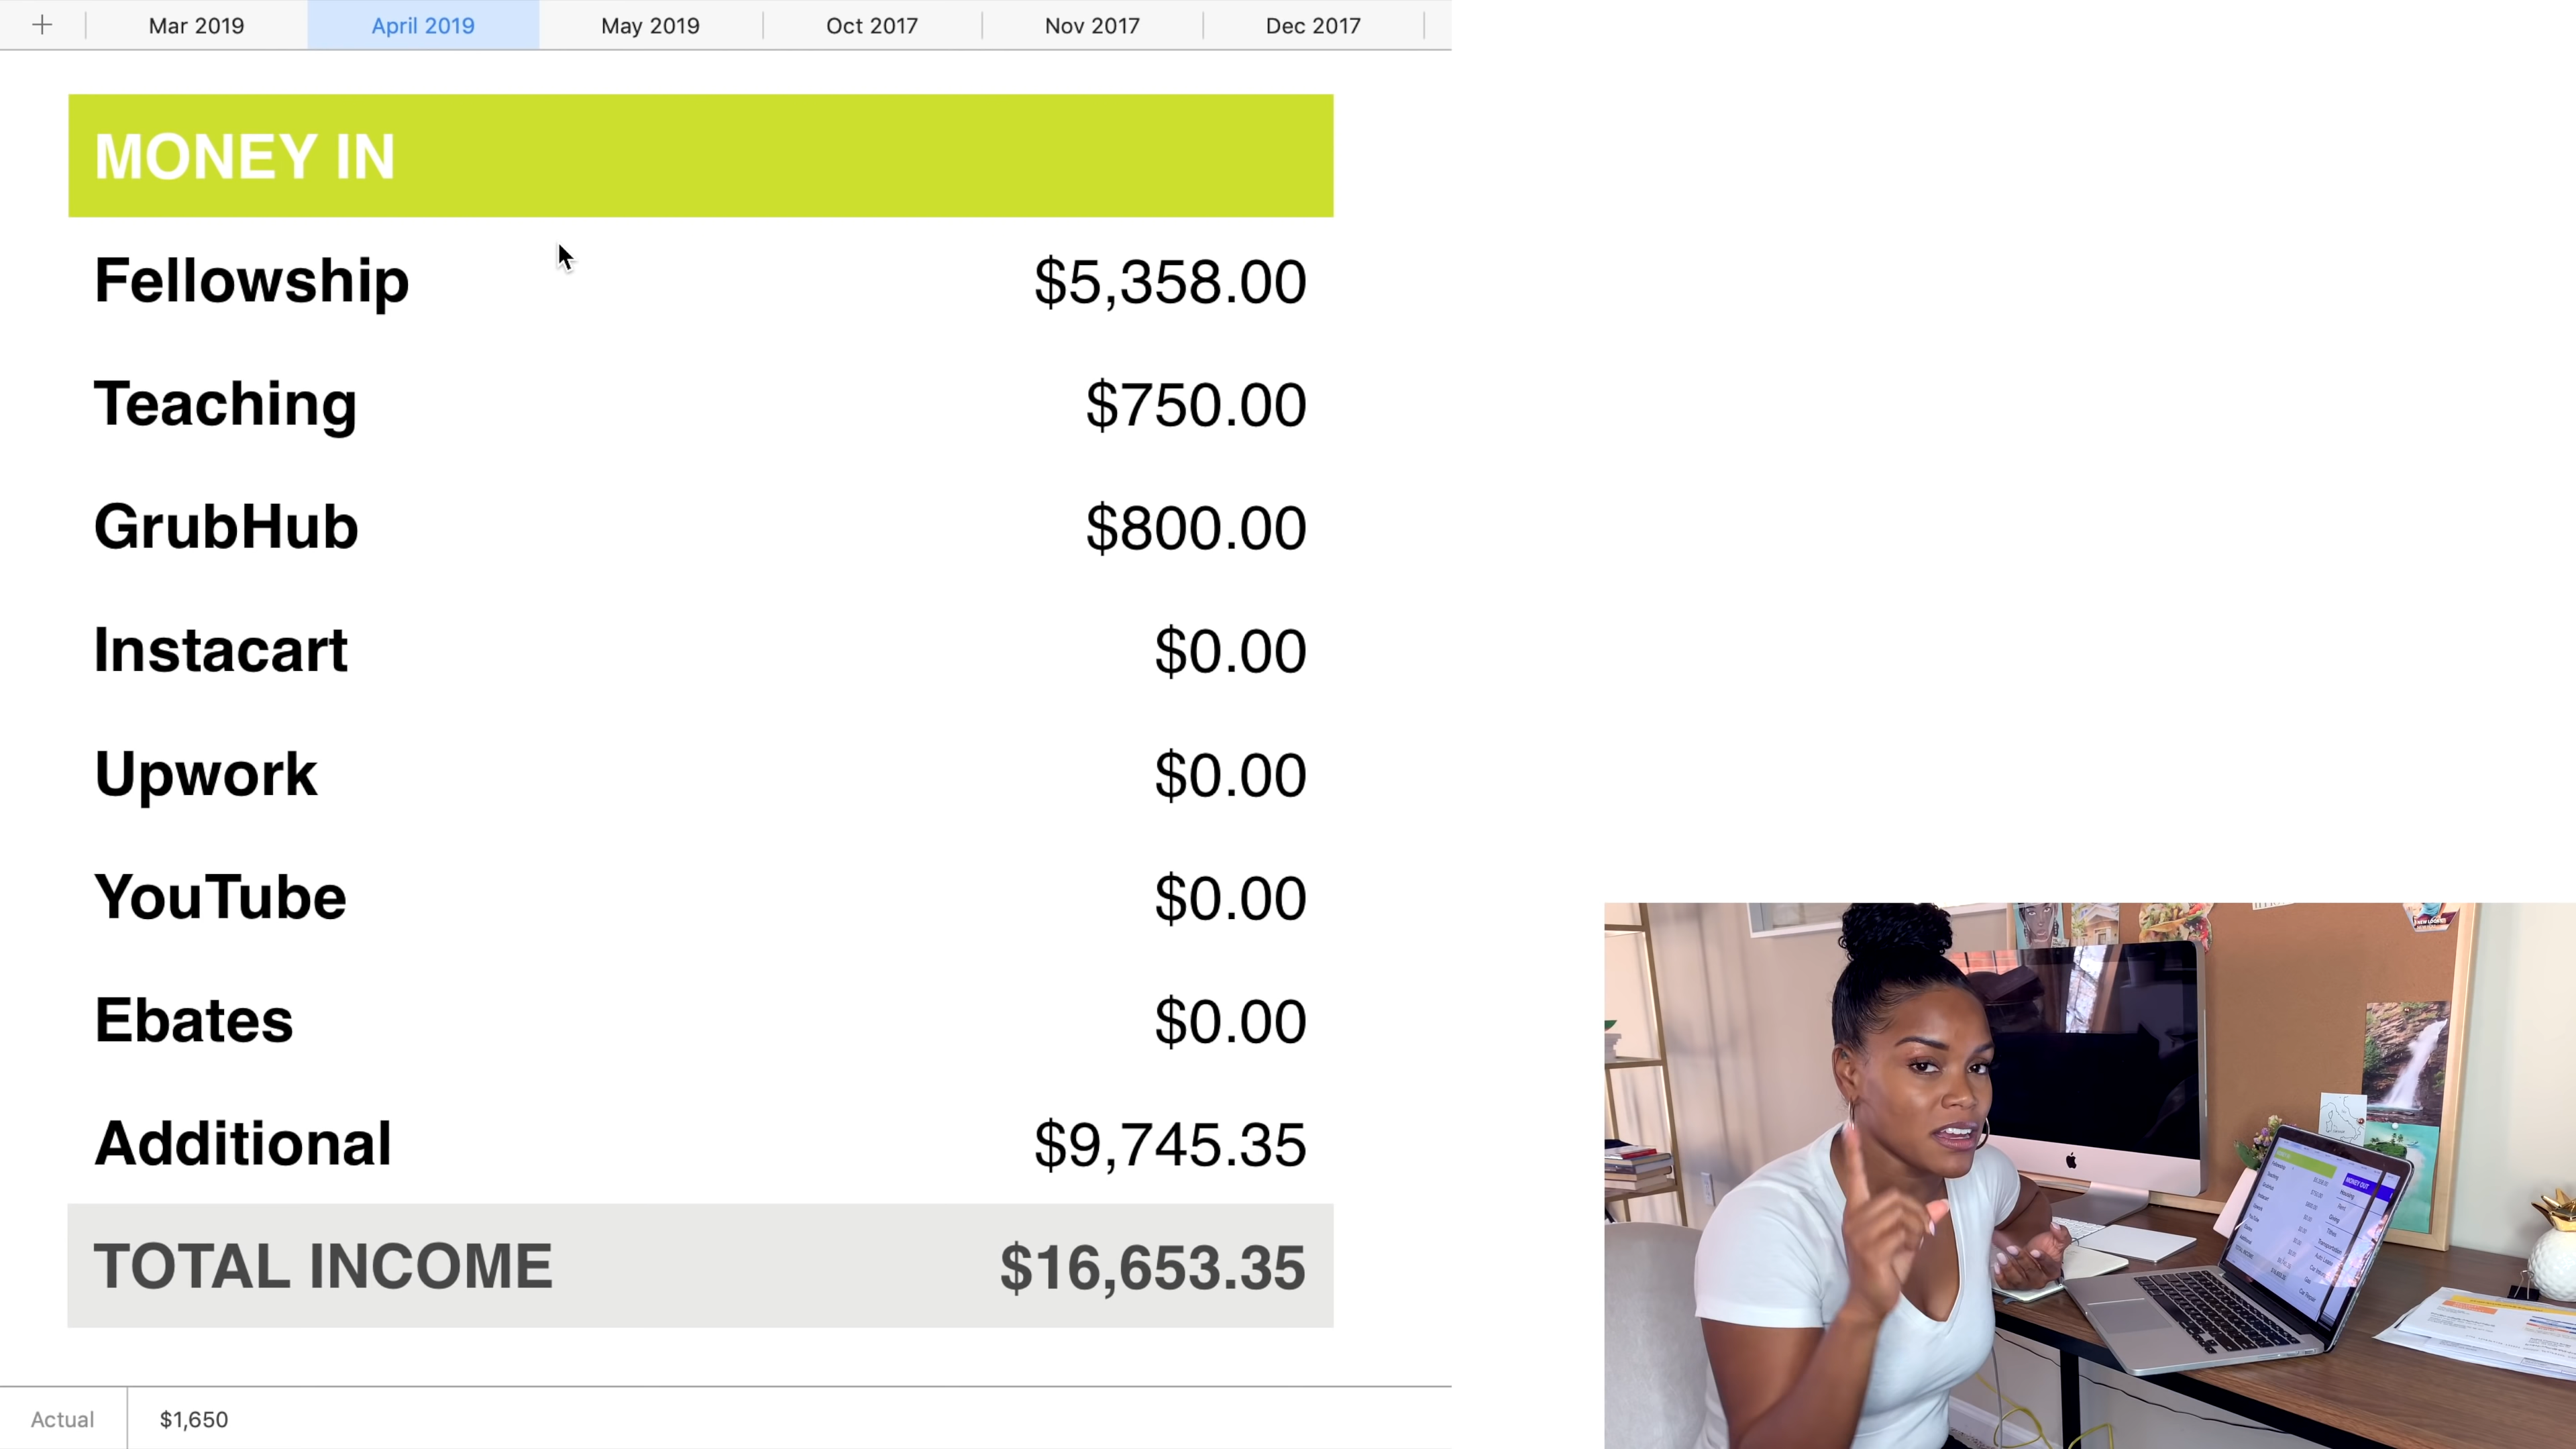 Mar 2019 April 2019 May 2019 Oct 2017 Nov 2017 Dec 2017
MONEY IN
Fellowship $5,358.00
Teaching $750.00
GrubHub $800.00
Instacart $0.00
Upwork $0.00
YouTube $0.00
Ebates $0.00
Additional $9,745.35
TOTAL INCOME $16,653.35
Actual $1,650
MONEY OUT